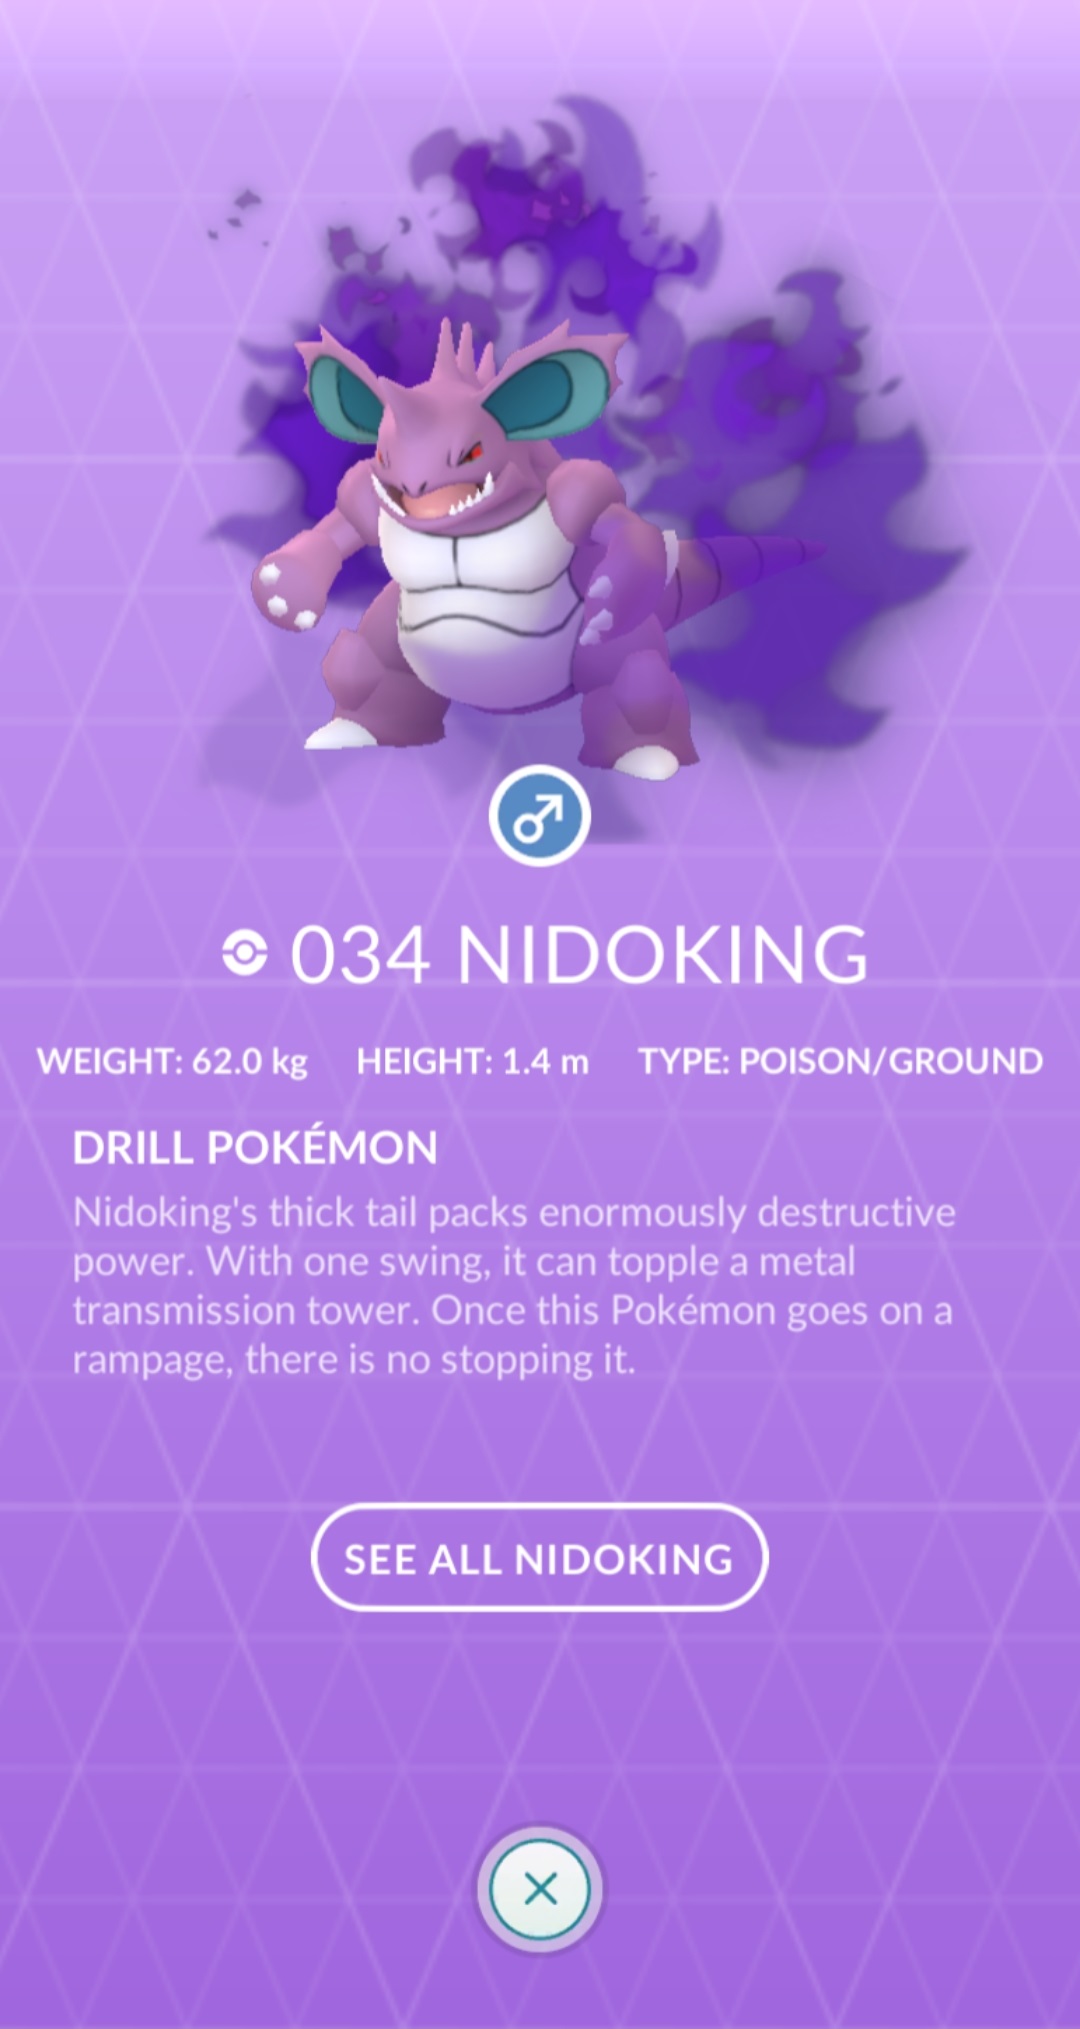 034 NIDOKING
WEIGHT: 62.0 kg HEIGHT: 1.4 m TYPE: POISON/GROUND
DRILL POKÉMON
Nidoking's thick tail packs enormously destructive
power. With one swing, it can topple a metal
transmission tower. Once this Pokémon goes on a
rampage, there is no stopping it.
SEE ALL NIDOKING